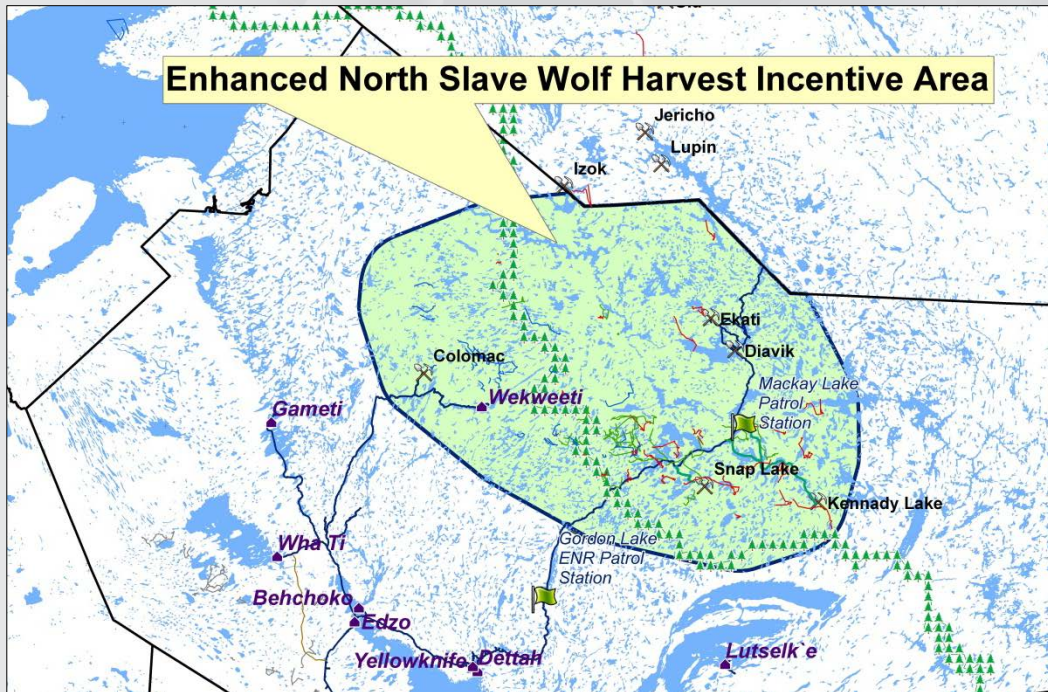 Enhanced North Slave Wolf Harvest Incentive Area
Jericho
Lupin
Izok
Ekati
Diavik
Colomac
Mackay Lake
Patrol
Station
Wekweeti
Gameti
Snap Lake
Kennady Lake
Gordon Lake
ENR Patrol
Station
Wha Ti
Behchoko
Edzo
Yellowknife
Dettah
Lutselk`e